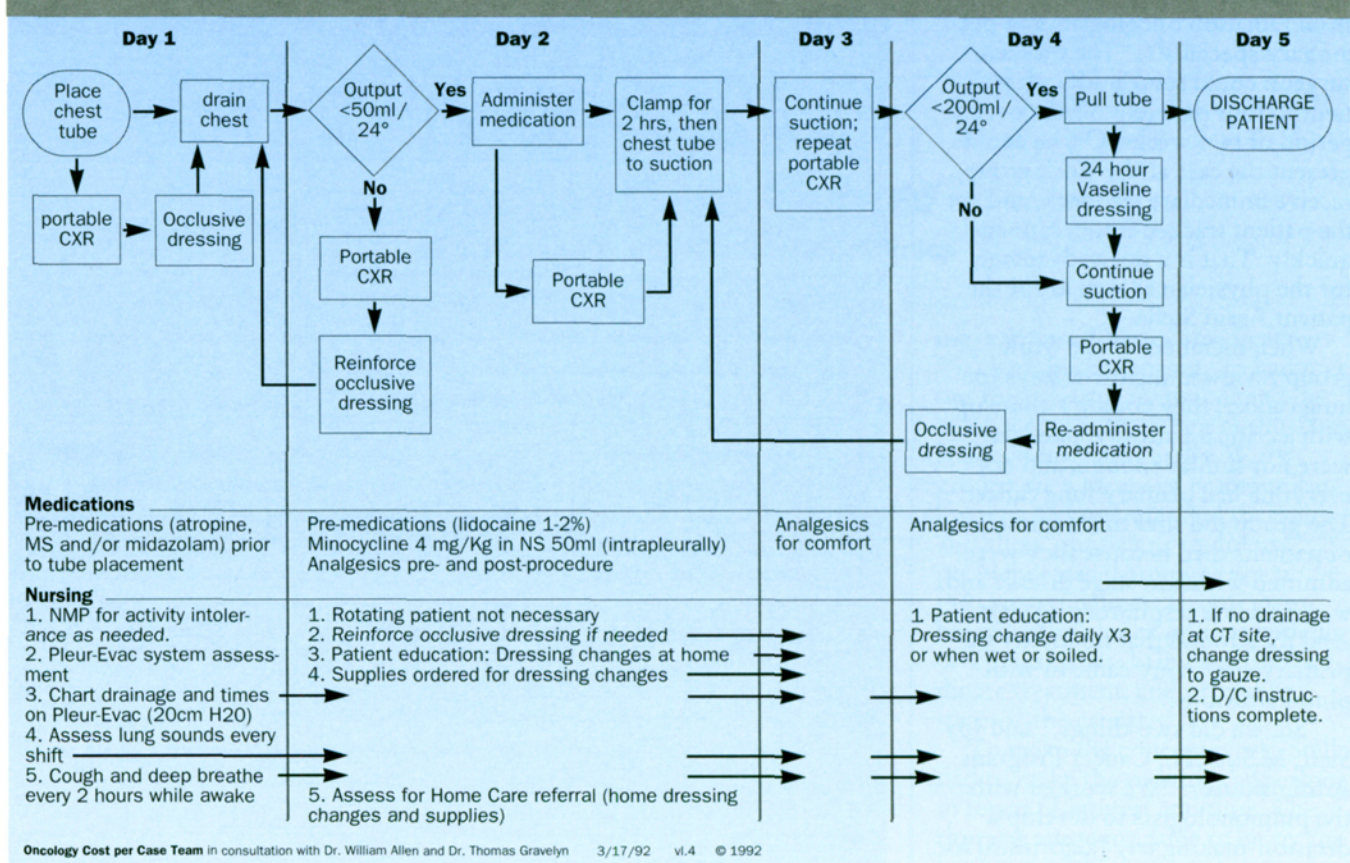 Day 1
Day 2
Day 3
Day 4
Day 5
Place
chest
tube
drain
chest
portable
CXR
Occlusive
dressing
Output
<50ml/
24°
Yes
No
Administer
medication
Portable
CXR
Reinforce
occlusive
dressing
Portable
CXR
Clamp for
2 hrs, then
chest tube
to suction
Continue
suction;
repeat
portable
CXR
Output
<200ml/
24°
Yes
No
Pull tube
24 hour
Vaseline
dressing
Continue
suction
Portable
CXR
Re-administer
medication
Occlusive
dressing
DISCHARGE
PATIENT
Medications
Pre-medications (atropine,
MS and/or midazolam) prior
to tube placement
Pre-medications (lidocaine 1-2%)
Minocycline 4 mg/Kg in NS 50ml (intrapleurally)
Analgesics pre- and post-procedure
Analgesics
for comfort
Analgesics for comfort
Nursing
1. NMP for activity intoler-
ance as needed.
2. Pleur-Evac system assess-
ment
3. Chart drainage and times
on Pleur-Evac (20cm H20)
4. Assess lung sounds every
shift
5. Cough and deep breathe
every 2 hours while awake
1. Rotating patient not necessary
2. Reinforce occlusive dressing if needed
3. Patient education: Dressing changes at home
4. Supplies ordered for dressing changes
5. Assess for Home Care referral (home dressing
changes and supplies)
1. Patient education:
Dressing change daily X3
or when wet or soiled.
1. If no drainage
at CT site,
change dressing
to gauze.
2. D/C instruc-
tions complete.
Oncology Cost per Case Team in consultation with Dr. William Allen and Dr. Thomas Gravelyn 3/17/92 vl.4 © 1992